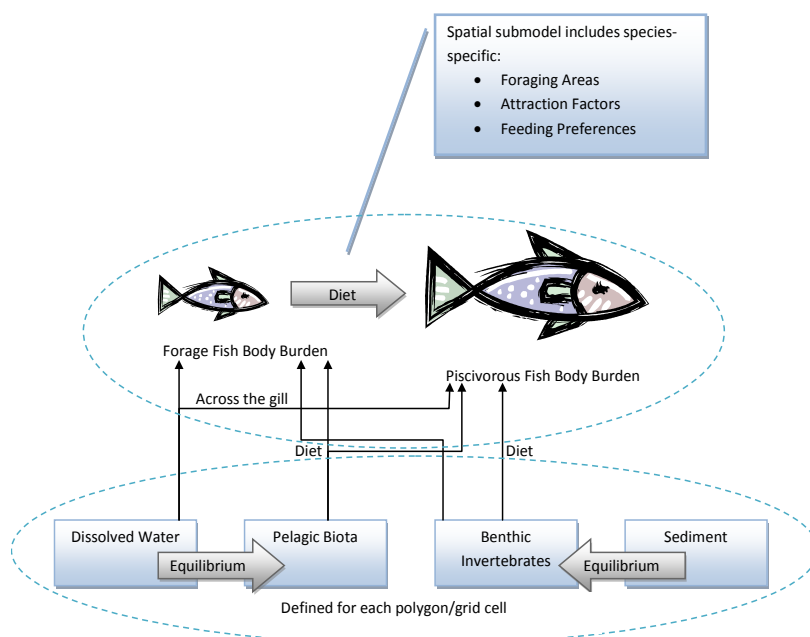 Spatial submodel includes species-
specific:
• Foraging Areas
• Attraction Factors
• Feeding Preferences
Diet
Forage Fish Body Burden
Piscivorous Fish Body Burden
Across the gill
Diet
Diet
Dissolved Water
Pelagic Biota
Benthic
Invertebrates
Sediment
Equilibrium
Equilibrium
Defined for each polygon/grid cell